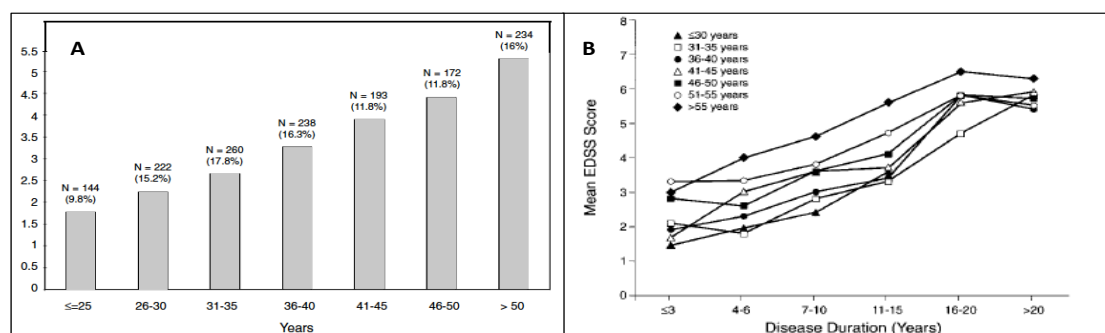 A
5.5
5
4.5
4
3.5
3
2.5
2
1.5
1
0.5
0
N = 144
(9.8%)
N = 222
(15.2%)
N = 260
(17.8%)
N = 238
(16.3%)
N = 193
(11.8%)
N = 172
(11.8%)
N = 234
(16%)
≤=25 26-30 31-35 36-40 41-45 46-50 > 50
Years
B
Mean EDSS Score
8
7
6
5
4
3
2
1
0
≤30 years
31-35 years
36-40 years
41-45 years
46-50 years
51-55 years
>55 years
≤3 4-6 7-10 11-15 16-20 >20
Disease Duration (Years)